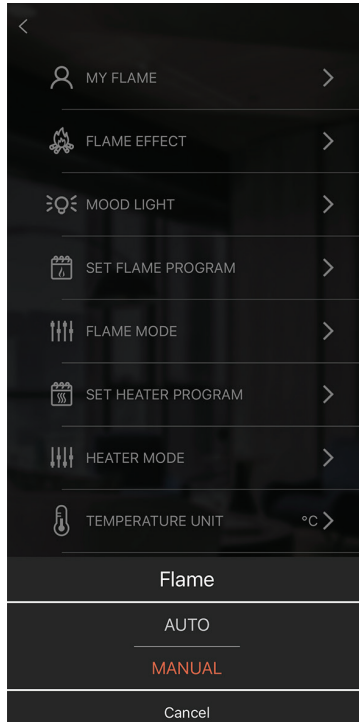 MY FLAME
FLAME EFFECT
MOOD LIGHT
SET FLAME PROGRAM
FLAME MODE
SET HEATER PROGRAM
HEATER MODE
TEMPERATURE UNIT °C
Flame
AUTO
MANUAL
Cancel